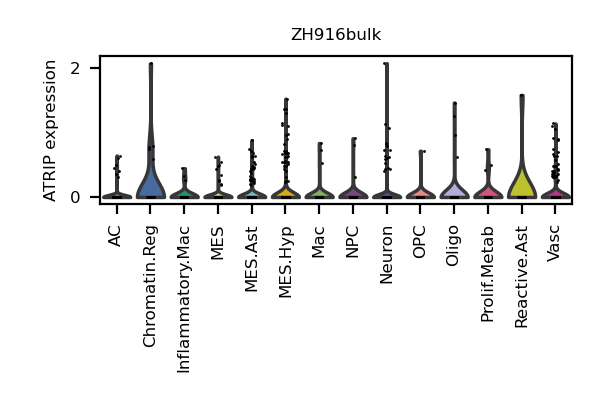 ZH916bulk
ATRIP expression
2
0
AC
Chromatin.Reg
Inflammatory.Mac
MES
MES.Ast
MES.Hyp
Mac
NPC
Neuron
OPC
Oligo
Prolif.Metab
Reactive.Ast
Vasc